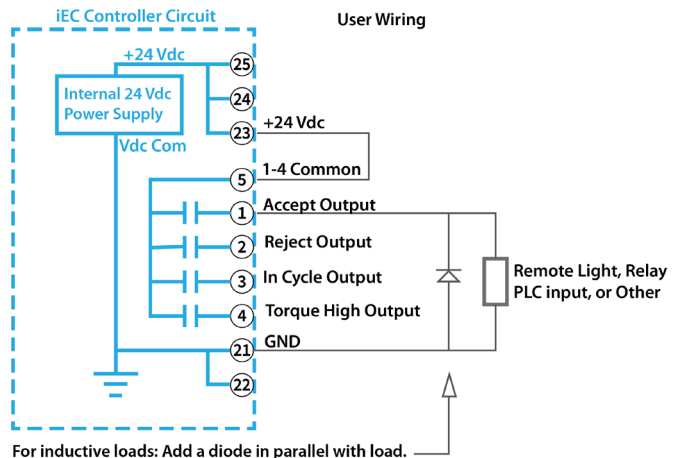 iEC Controller Circuit
User Wiring
+24 Vdc
25
Internal 24 Vdc
Power Supply
24
+24 Vdc
23
Vdc Com
1-4 Common
5
Accept Output
1
Reject Output
2
In Cycle Output
3
Remote Light, Relay
PLC input, or Other
Torque High Output
4
GND
21
22
For inductive loads: Add a diode in parallel with load.